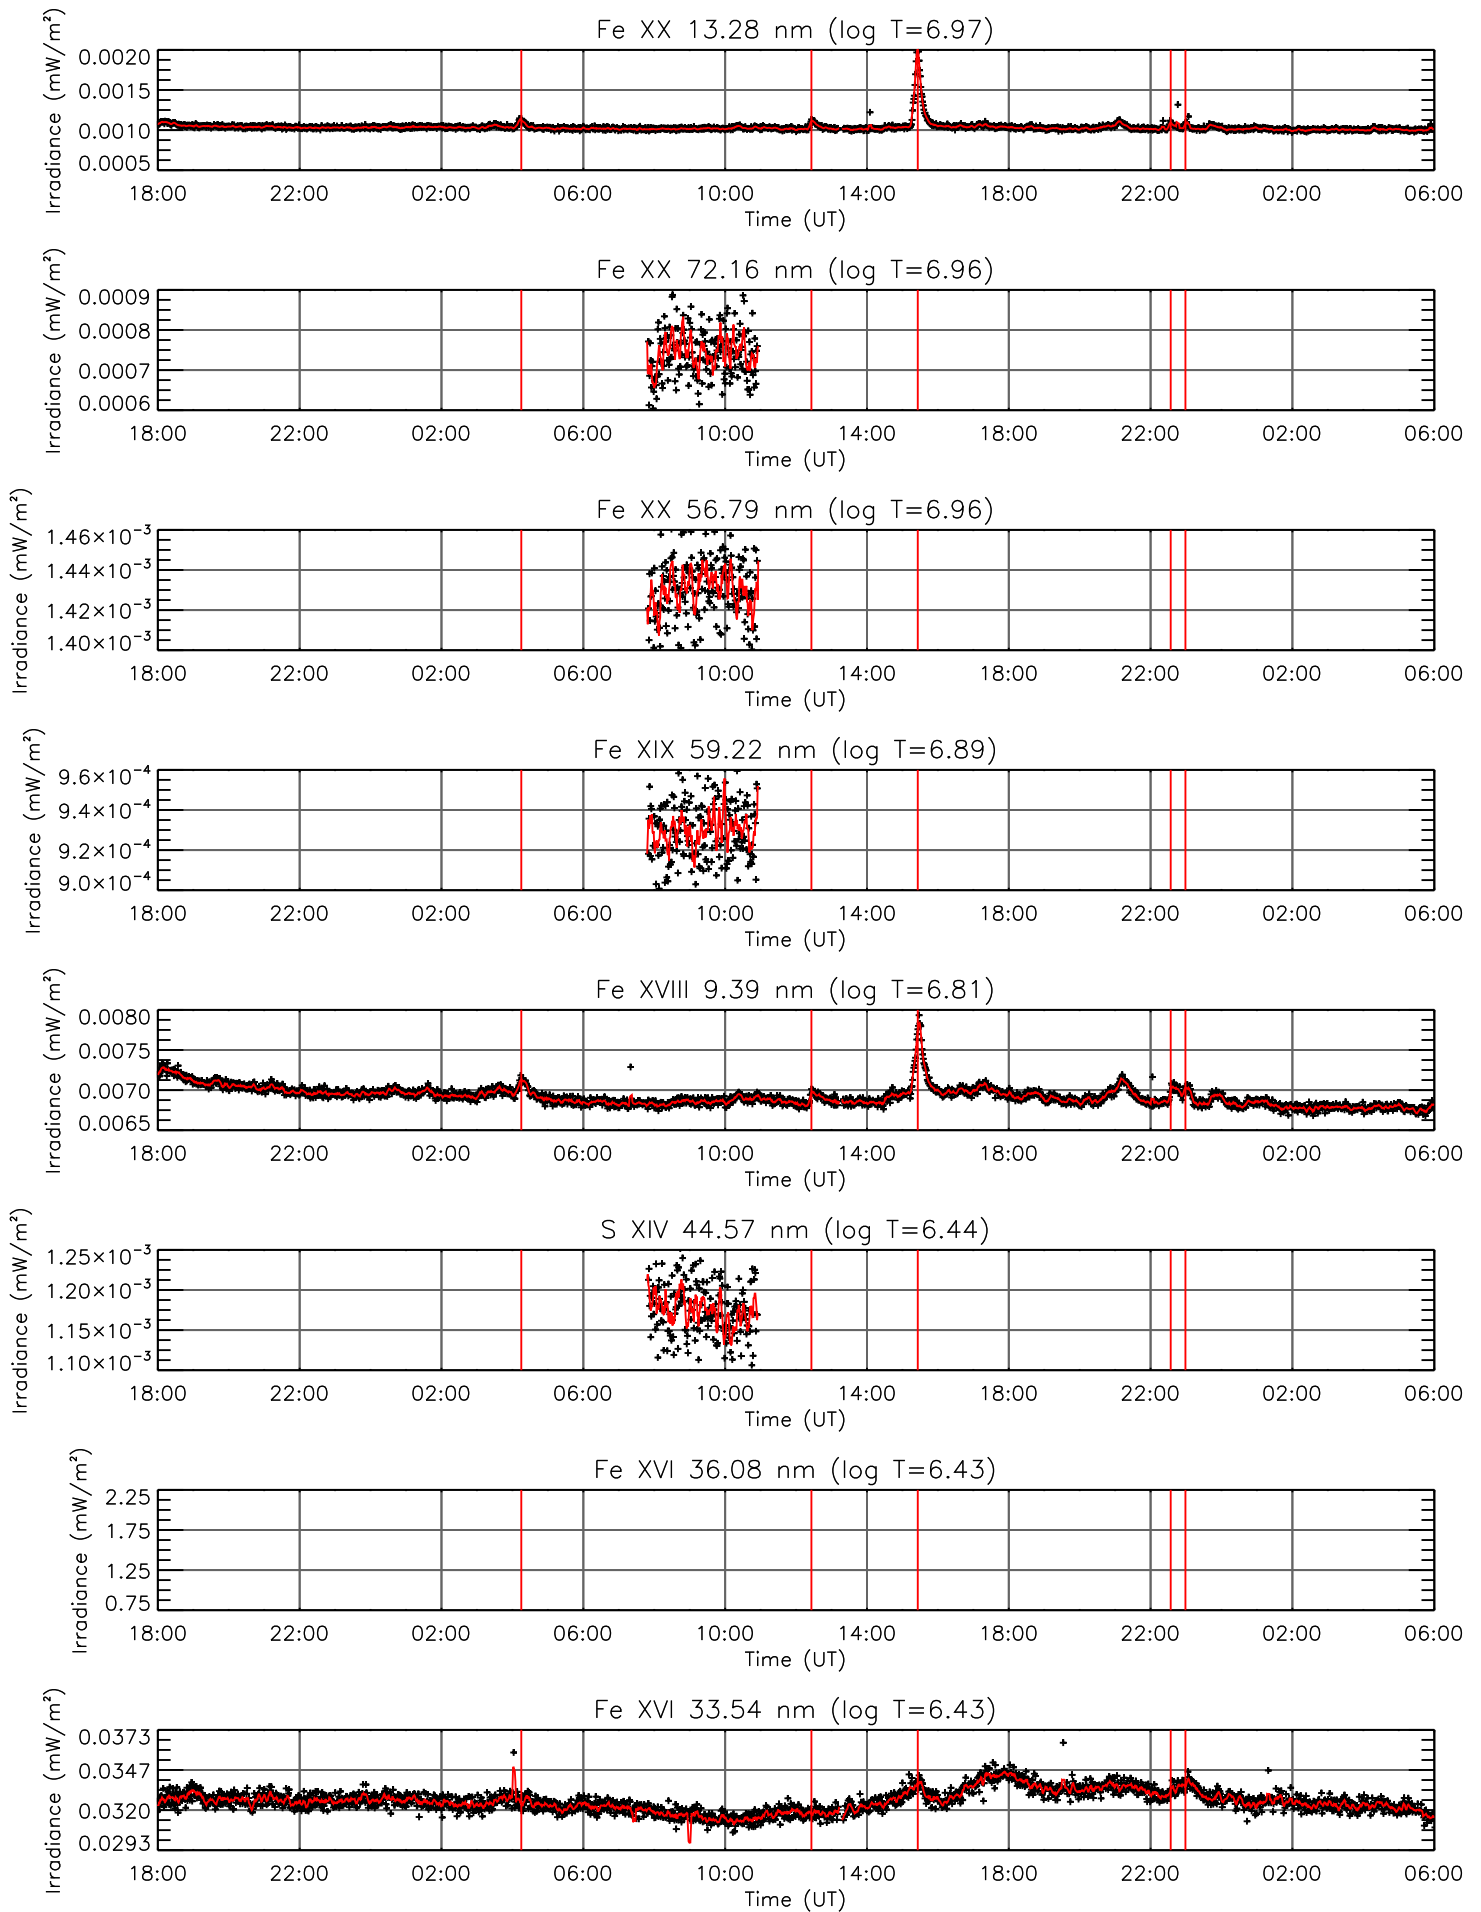 Fe XX 13.28 nm (log T=6.97)
Irradiance (mW/m²)
0.0020
0.0015
0.0010
0.0005
18:00 22:00 02:00 06:00 10:00 14:00 18:00 22:00 02:00 06:00
Time (UT)
Fe XX 72.16 nm (log T=6.96)
Irradiance (mW/m²)
0.0009
0.0008
0.0007
0.0006
18:00 22:00 02:00 06:00 10:00 14:00 18:00 22:00 02:00 06:00
Time (UT)
Fe XX 56.79 nm (log T=6.96)
Irradiance (mW/m²)
1.46×10⁻³
1.44×10⁻³
1.42×10⁻³
1.40×10⁻³
18:00 22:00 02:00 06:00 10:00 14:00 18:00 22:00 02:00 06:00
Time (UT)
Fe XIX 59.22 nm (log T=6.89)
Irradiance (mW/m²)
9.6×10⁻⁴
9.4×10⁻⁴
9.2×10⁻⁴
9.0×10⁻⁴
18:00 22:00 02:00 06:00 10:00 14:00 18:00 22:00 02:00 06:00
Time (UT)
Fe XVIII 9.39 nm (log T=6.81)
Irradiance (mW/m²)
0.0080
0.0075
0.0070
0.0065
18:00 22:00 02:00 06:00 10:00 14:00 18:00 22:00 02:00 06:00
Time (UT)
S XIV 44.57 nm (log T=6.44)
Irradiance (mW/m²)
1.25×10⁻³
1.20×10⁻³
1.15×10⁻³
1.10×10⁻³
18:00 22:00 02:00 06:00 10:00 14:00 18:00 22:00 02:00 06:00
Time (UT)
Fe XVI 36.08 nm (log T=6.43)
Irradiance (mW/m²)
2.25
1.75
1.25
0.75
18:00 22:00 02:00 06:00 10:00 14:00 18:00 22:00 02:00 06:00
Time (UT)
Fe XVI 33.54 nm (log T=6.43)
Irradiance (mW/m²)
0.0373
0.0347
0.0320
0.0293
18:00 22:00 02:00 06:00 10:00 14:00 18:00 22:00 02:00 06:00
Time (UT)